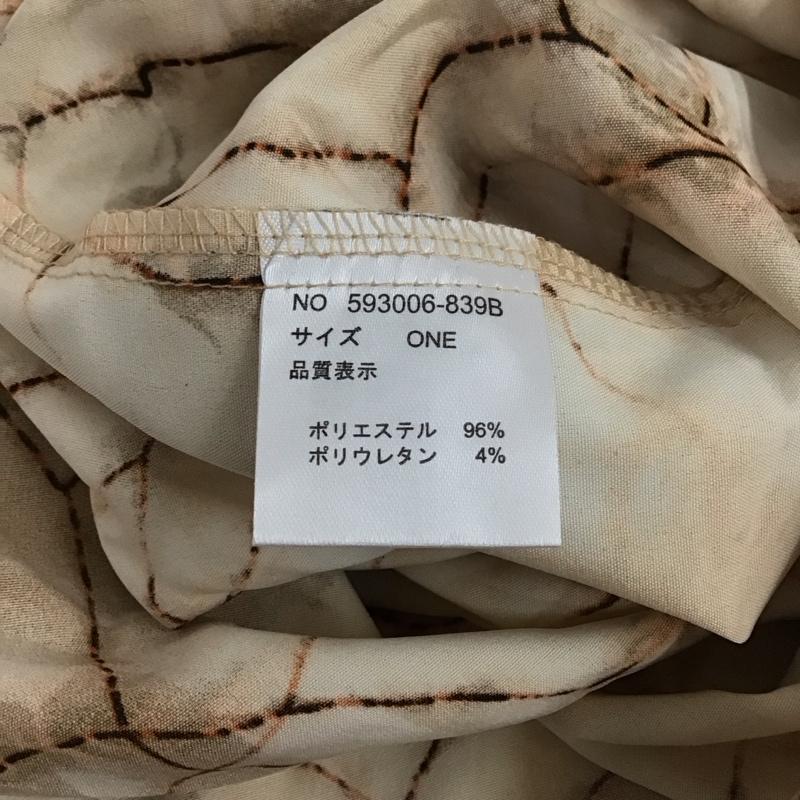 NO 593006-839B
サイズ ONE
品質表示
ポリエステル 96%
ポリウレタン 4%